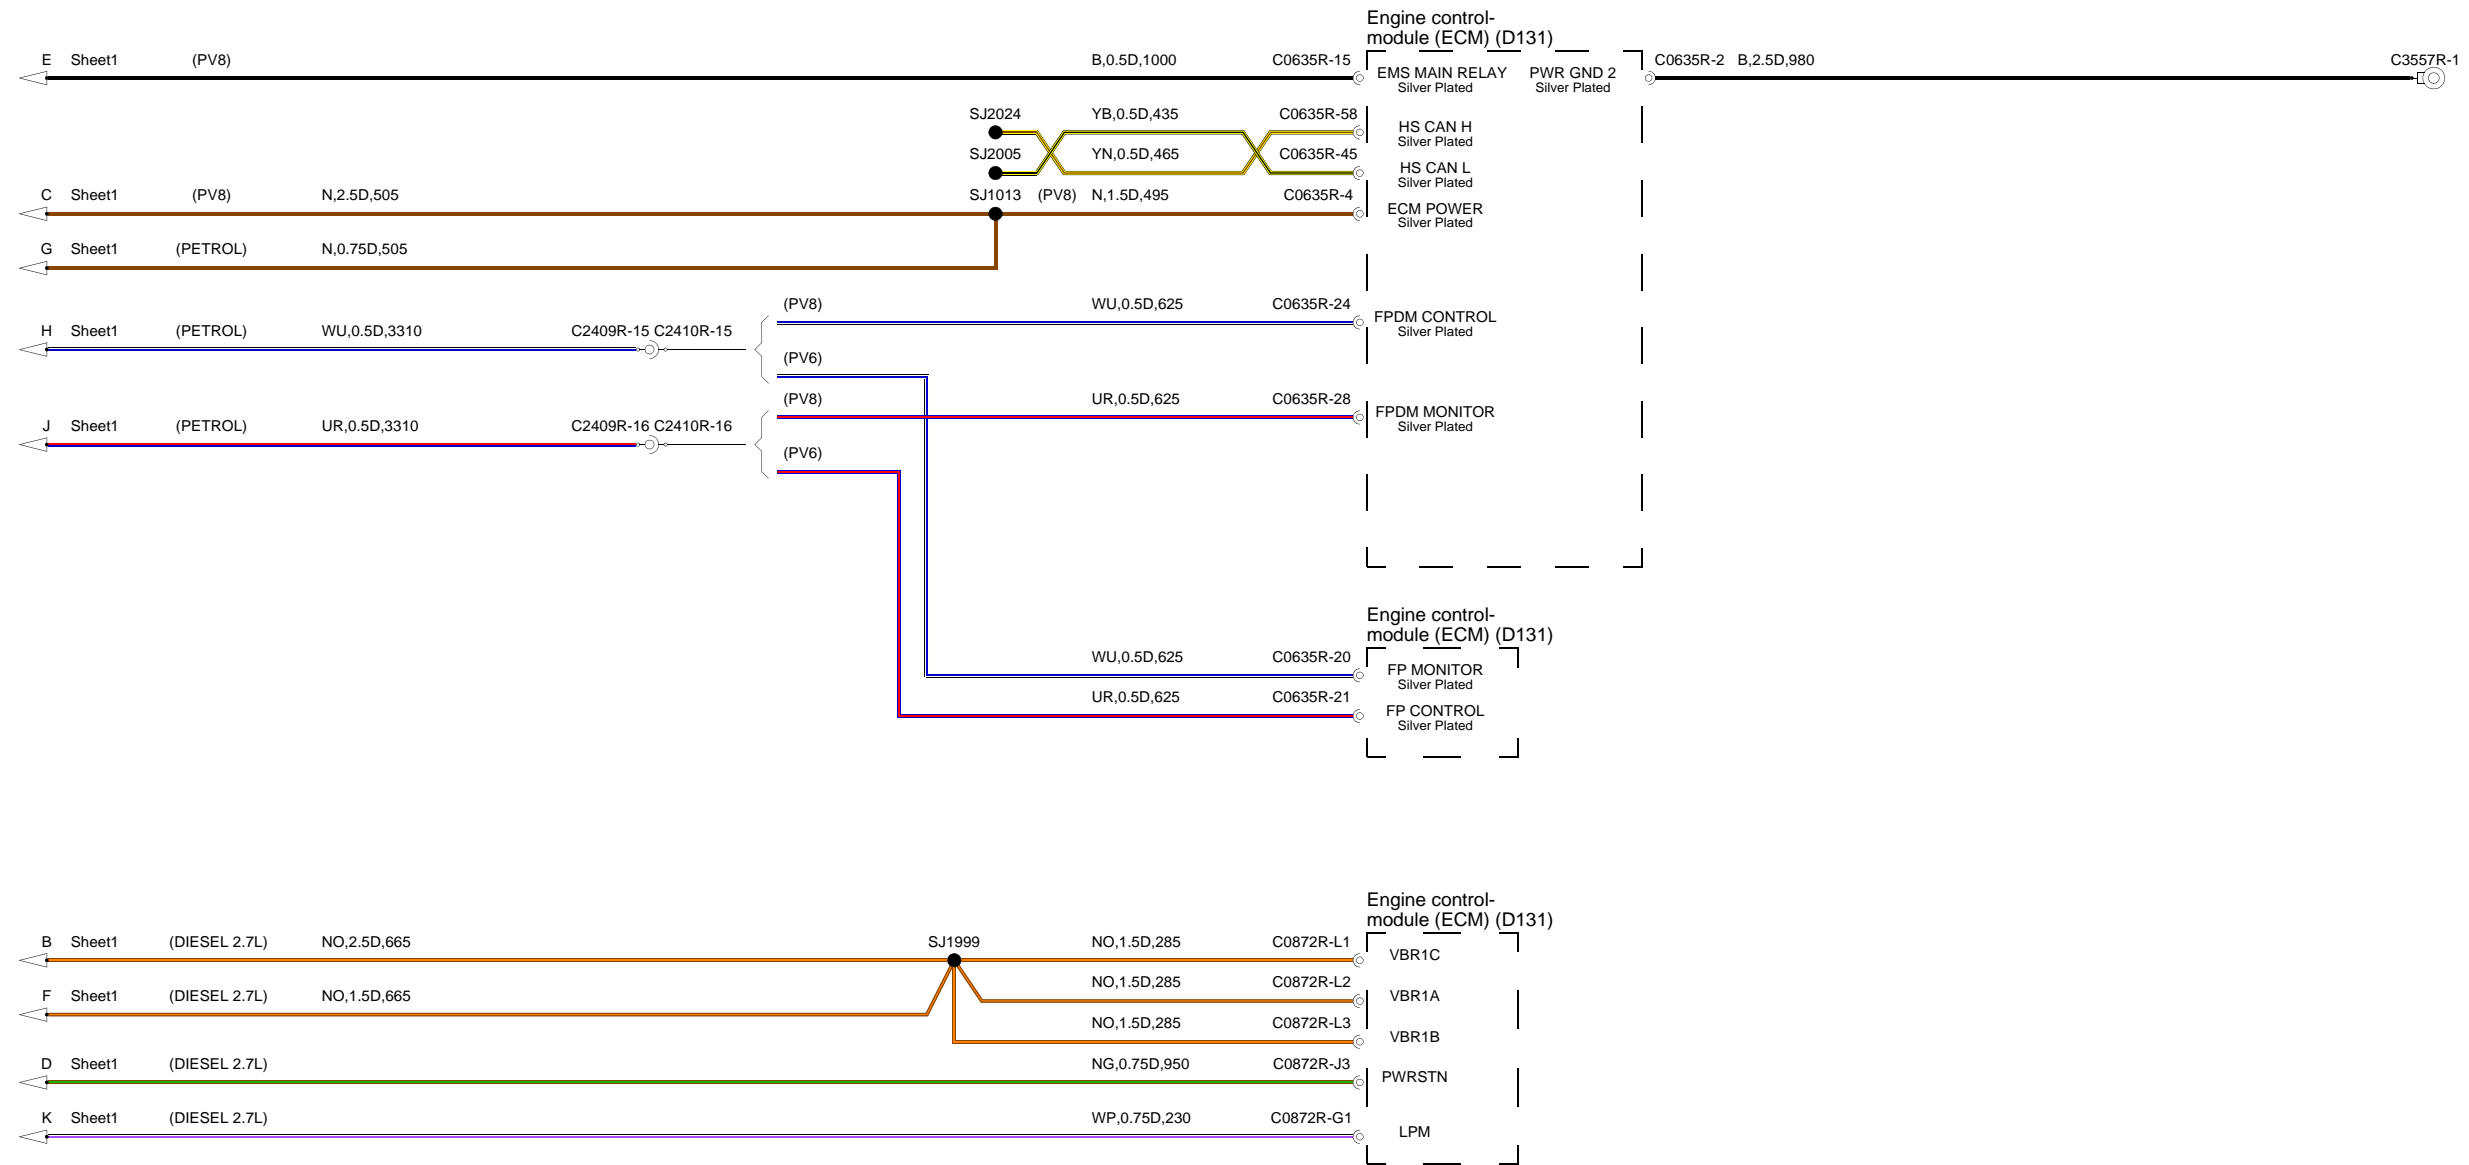 Engine control-
module (ECM) (D131)
E Sheet1 (PV8) B,0.5D,1000 C0635R-15 C0635R-2 B,2.5D,980 C3557R-1
EMS MAIN RELAY PWR GND 2
Silver Plated Silver Plated
SJ2024 YB,0.5D,435 C0635R-58
HS CAN H
Silver Plated
SJ2005 YN,0.5D,465 C0635R-45
HS CAN L
Silver Plated
C Sheet1 (PV8) N,2.5D,505 SJ1013 (PV8) N,1.5D,495 C0635R-4
ECM POWER
Silver Plated
G Sheet1 (PETROL) N,0.75D,505
(PV8) WU,0.5D,625 C0635R-24
FPDM CONTROL
Silver Plated
H Sheet1 (PETROL) WU,0.5D,3310 C2409R-15 C2410R-15
(PV6)
(PV8) UR,0.5D,625 C0635R-28
FPDM MONITOR
Silver Plated
J Sheet1 (PETROL) UR,0.5D,3310 C2409R-16 C2410R-16
(PV6)
Engine control-
module (ECM) (D131)
WU,0.5D,625 C0635R-20
FP MONITOR
Silver Plated
UR,0.5D,625 C0635R-21
FP CONTROL
Silver Plated
Engine control-
module (ECM) (D131)
B Sheet1 (DIESEL 2.7L) NO,2.5D,665 SJ1999 NO,1.5D,285 C0872R-L1
VBR1C
NO,1.5D,285 C0872R-L2
F Sheet1 (DIESEL 2.7L) NO,1.5D,665 VBR1A
NO,1.5D,285 C0872R-L3
VBR1B
D Sheet1 (DIESEL 2.7L) NG,0.75D,950 C0872R-J3
PWRSTN
K Sheet1 (DIESEL 2.7L) WP,0.75D,230 C0872R-G1
LPM